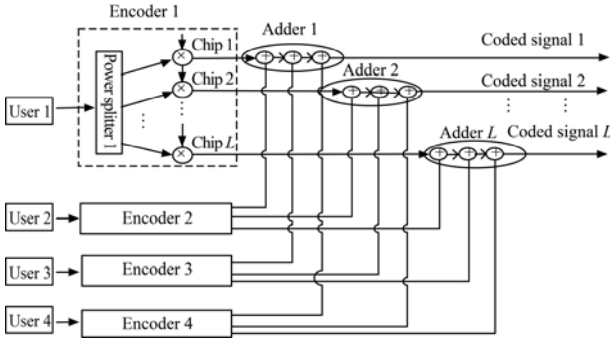 Encoder 1
Adder 1
Chip 1
Coded signal 1
Power splitter 1
Chip 2
Adder 2
Coded signal 2
User 1
Chip L
Adder L
Coded signal L
User 2
Encoder 2
User 3
Encoder 3
User 4
Encoder 4